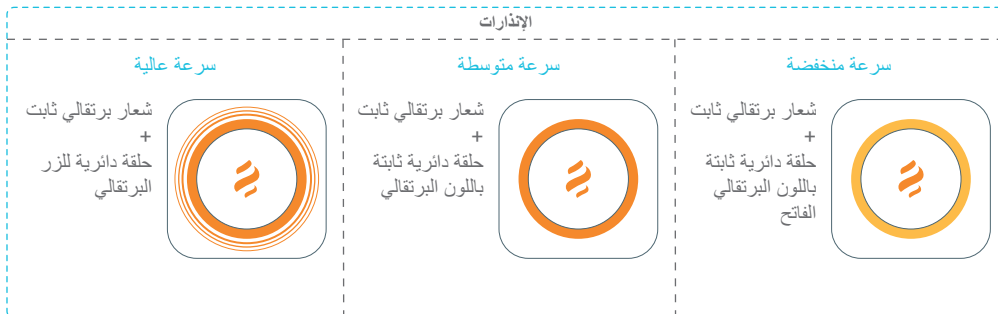 الإنذارات
سرعة منخفضة
شعار برتقالي ثابت
+
حلقة دائرية ثابتة
باللون البرتقالي
الفاتح
سرعة متوسطة
شعار برتقالي ثابت
+
حلقة دائرية ثابتة
باللون البرتقالي
سرعة عالية
شعار برتقالي ثابت
+
حلقة دائرية للزر
البرتقالي